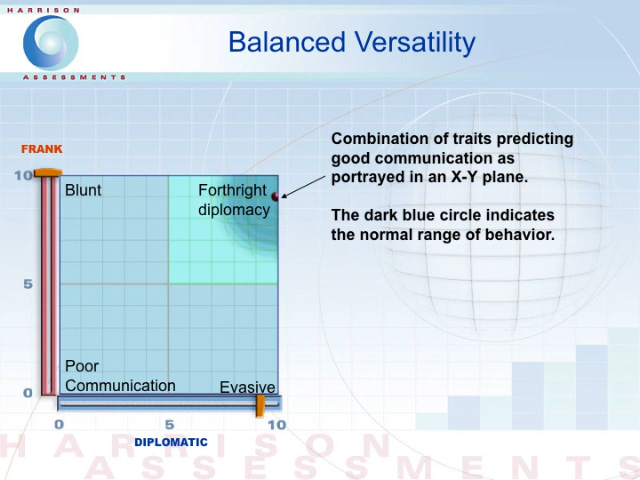 HARRISON
ASSESSMENTS
Balanced Versatility
FRANK
10
5
0
Blunt
Forthright
diplomacy
Poor
Communication
Evasive
0
5
10
DIPLOMATIC
Combination of traits predicting
good communication as
portrayed in an X-Y plane.
The dark blue circle indicates
the normal range of behavior.
HARRISON
ASSESSMENTS